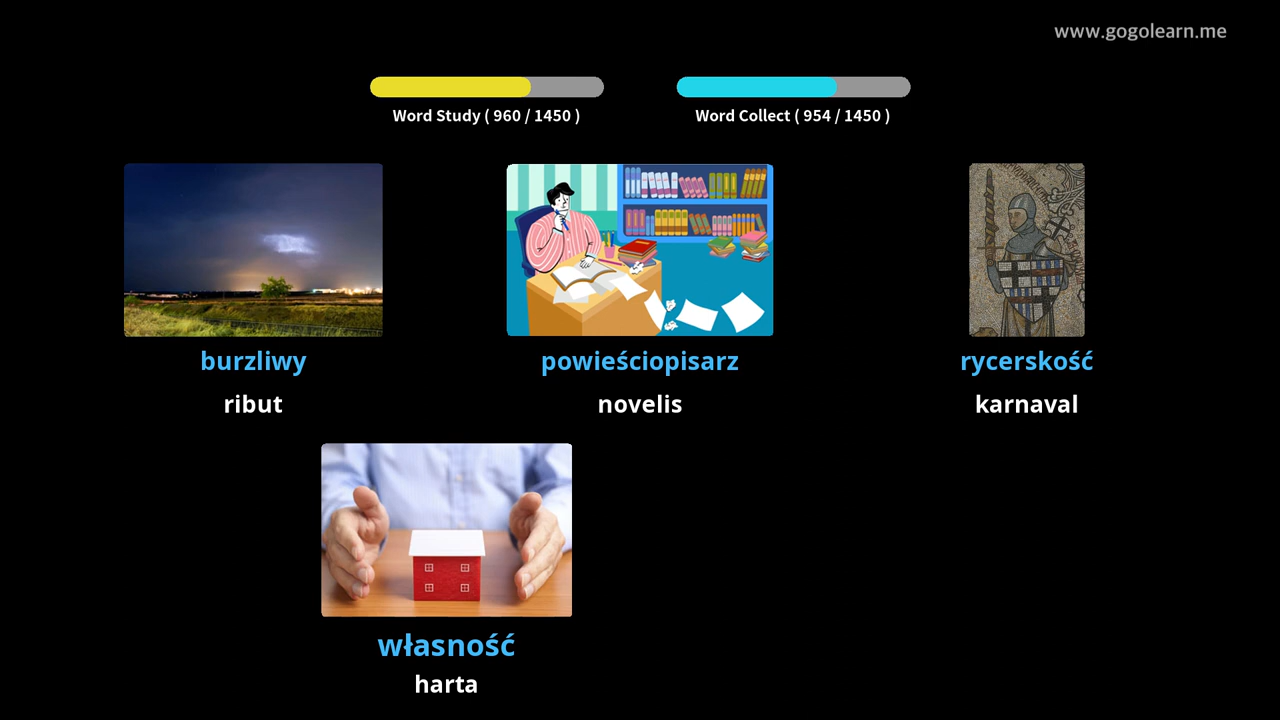 www.gogolearn.me
Word Study ( 960 / 1450 )
Word Collect ( 954 / 1450 )
burzliwy
powieściopisarz
rycerskość
ribut
novelis
karnaval
własność
harta